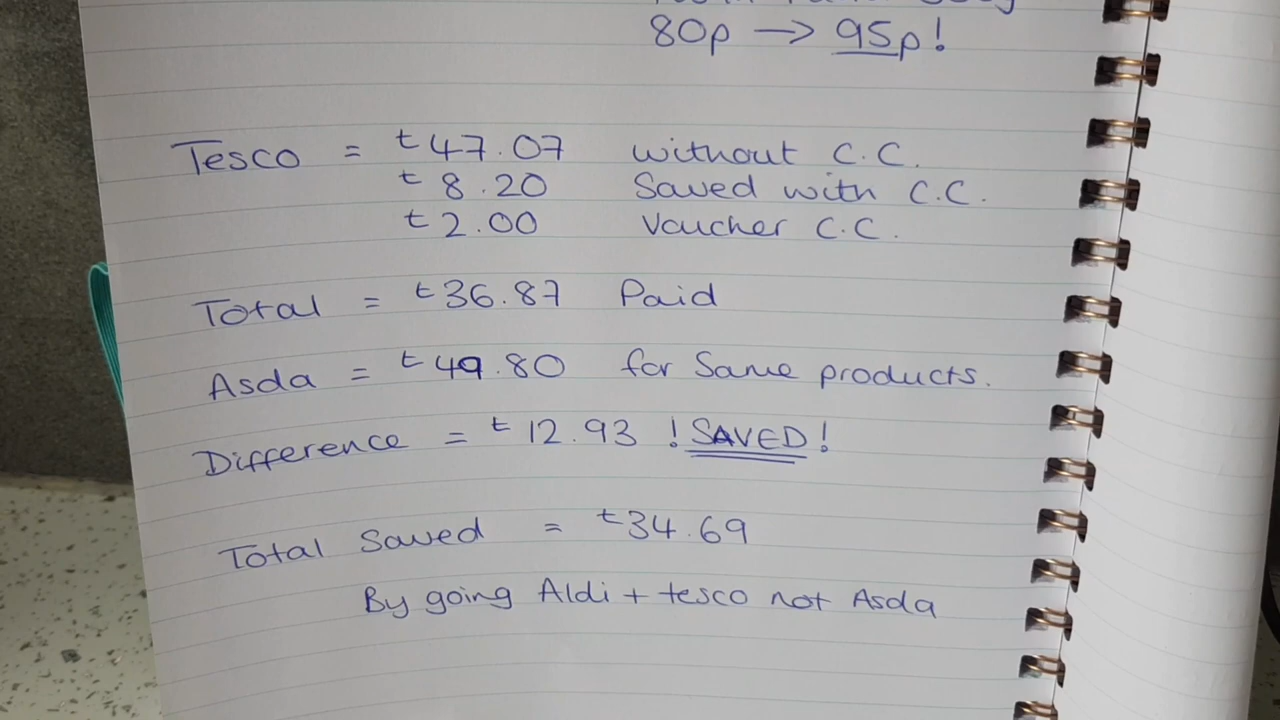 80p → 95p!
Tesco = £47.07 without C.C.
£8.20 Saved with C.C.
£2.00 Voucher C.C.
Total = £36.87 Paid
Asda = £49.80 for Same products.
Difference = £12.93 !SAVED!
Total Saved = £34.69
By going Aldi + tesco not Asda